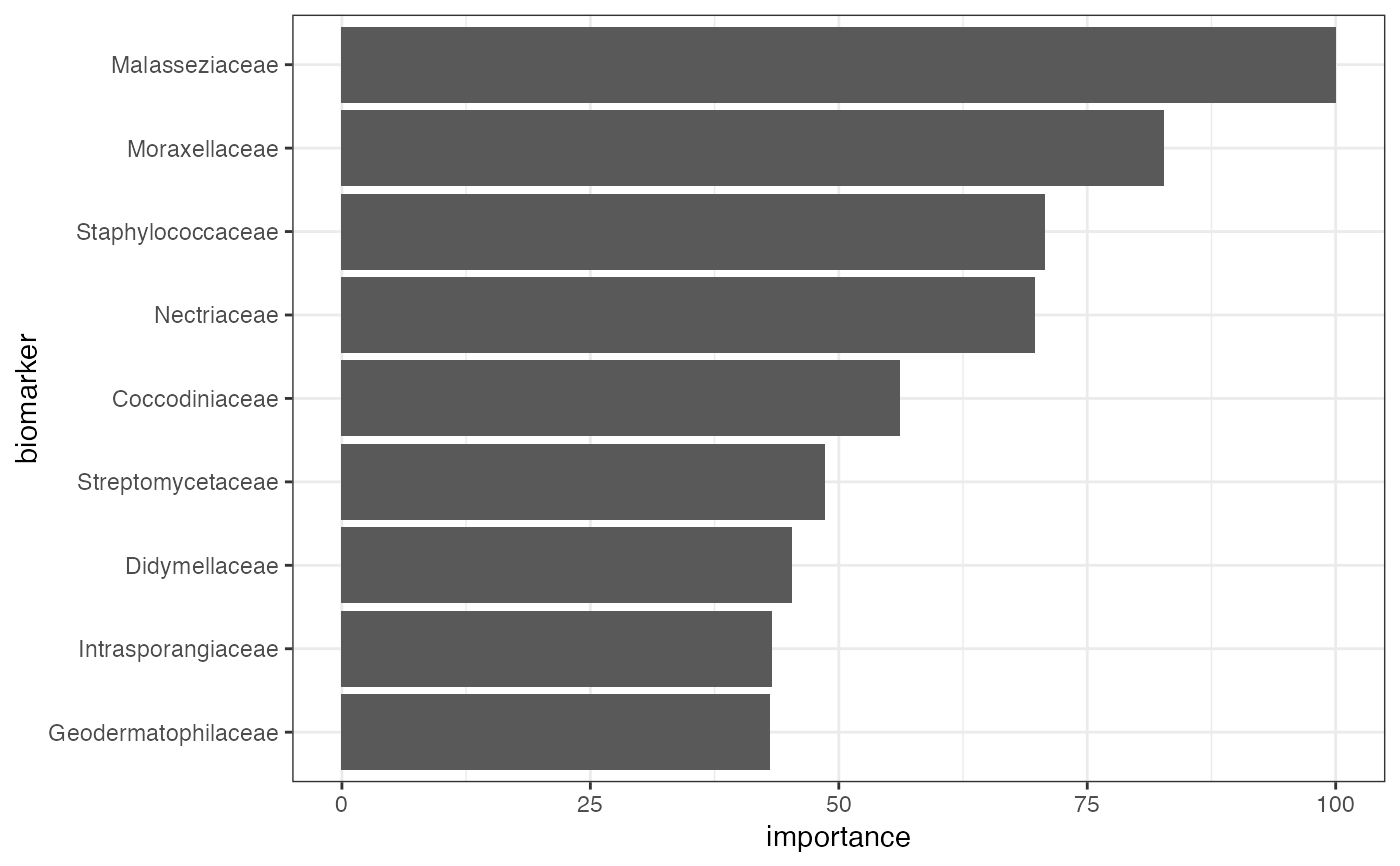 Malasseziaceae
Moraxellaceae
Staphylococcaceae
Nectriaceae
Coccodiniaceae
Streptomycetaceae
Didymellaceae
Intrasporangiaceae
Geodermatophilaceae
biomarker
0 25 50 75 100
importance